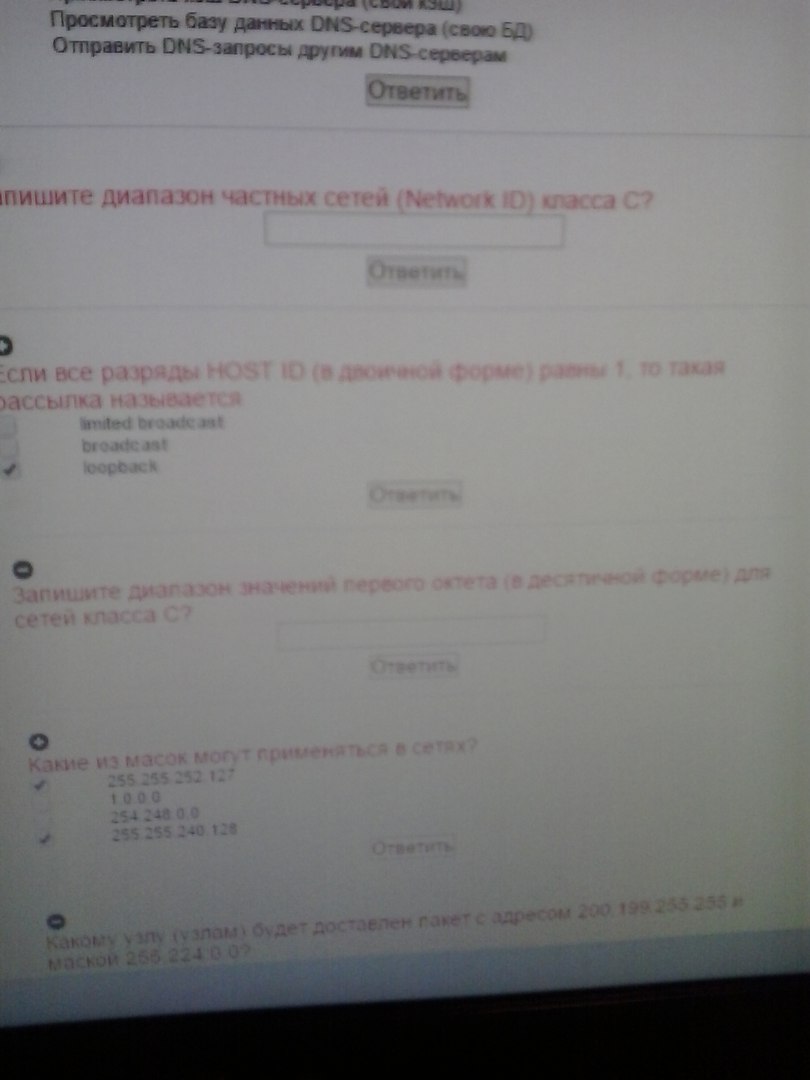 DNS-сервера (свой кэш)
Просмотреть базу данных DNS-сервера (свою БД)
Отправить DNS-запросы другим DNS-серверам
Ответить
пишите диапазон частных сетей (Network ID) класса C?
Ответить
Если все разряды HOST ID (в двоичной форме) равны 1, то такая
рассылка называется
limited broadcast
broadcast
loopback
Ответить
Запишите диапазон значений первого октета (в десятичной форме) для
сетей класса C?
Ответить
Какие из масок могут применяться в сетях?
255.255.252.127
1.0.0.0
254.248.0.0
255.255.240.128
Ответить
Какому узлу (узлам) будет доставлен пакет с адресом 200.199.255.255 и
маской 255.224.0.0?